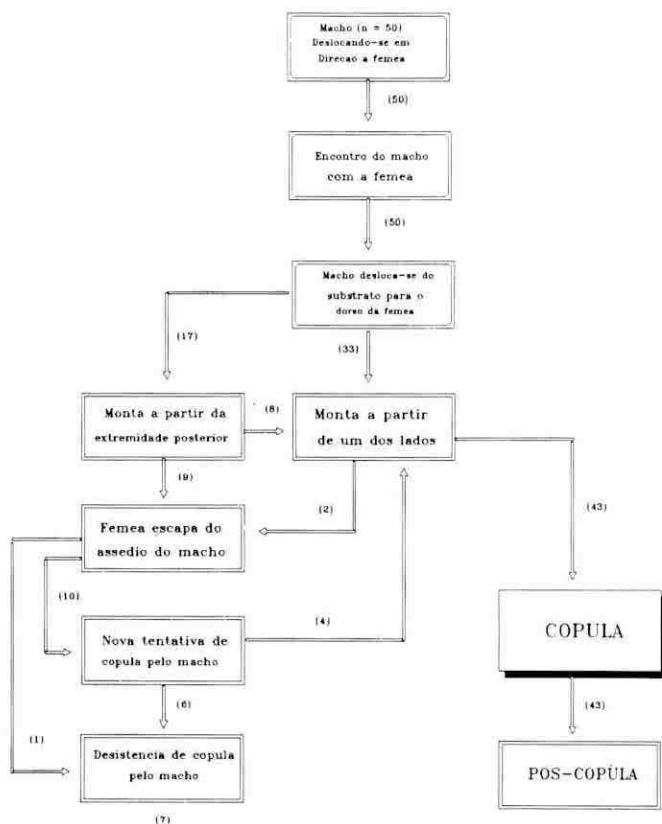 Macho (n = 50)
Deslocando-se em
Direcao a femea
(50)
Encontro do macho
com a femea
(50)
Macho desloca-se do
substrato para o
dorso da femea
(17)
(33)
Monta a partir da
extremidade posterior
(8)
Monta a partir
de um dos lados
(9)
(2)
(43)
Femea escapa do
assedio do macho
(10)
Nova tentativa de
copula pelo macho
(4)
COPULA
(6)
(43)
(1)
Desistencia de copula
pelo macho
POS-COPULA
(7)